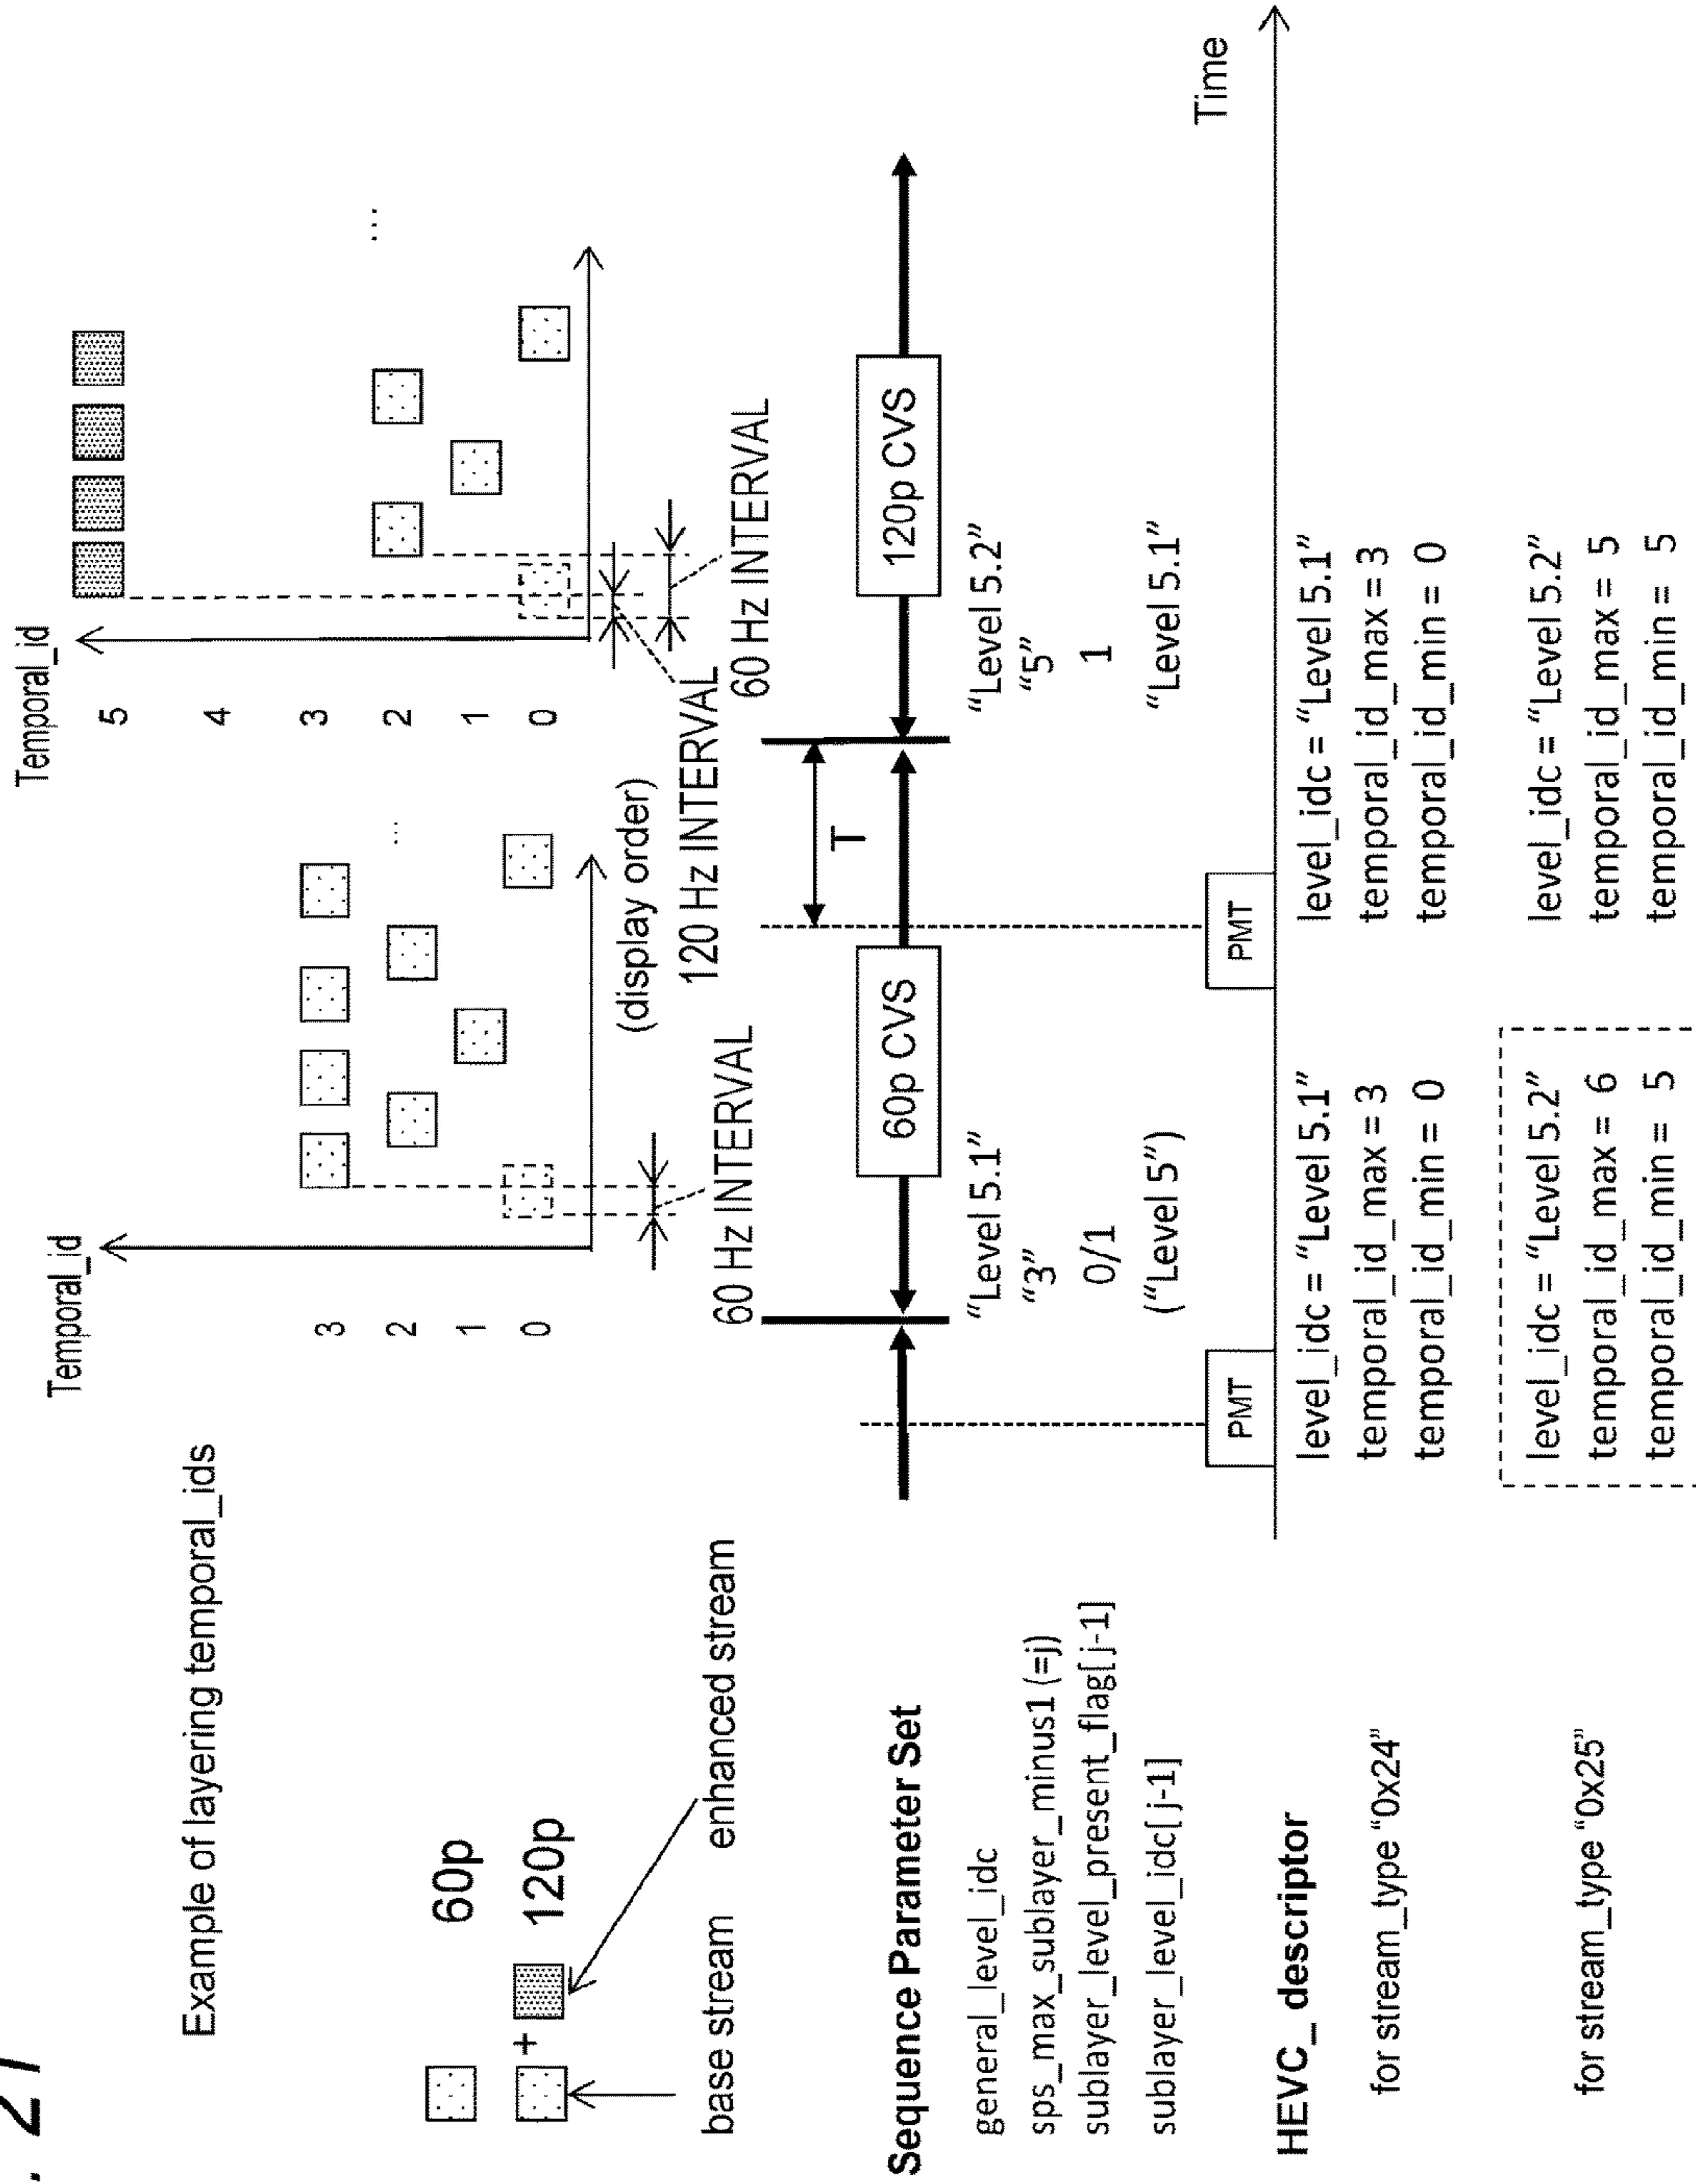 . 21
Example of layering temporal_ids
60p
+ 120p
base stream enhanced stream
Temporal_id
3
2
1
0
...
(display order)
60 Hz INTERVAL
Temporal_id
5
4
3
2
1
0
...
120 Hz INTERVAL
60 Hz INTERVAL
60p CVS
T
120p CVS
Sequence Parameter Set
general_level_idc “Level 5.1” “Level 5.2”
sps_max_sublayer_minus1 (=j) “3” “5”
sublayer_level_present_flag[j-1] 0/1 1
sublayer_level_idc[j-1] (“Level 5”) “Level 5.1”
PMT PMT
Time
HEVC_ descriptor
for stream_type “0x24”
level_idc = “Level 5.1”
temporal_id_max = 3
temporal_id_min = 0
level_idc = “Level 5.1”
temporal_id_max = 3
temporal_id_min = 0
for stream_type “0x25”
level_idc = “Level 5.2”
temporal_id_max = 6
temporal_id_min = 5
level_idc = “Level 5.2”
temporal_id_max = 5
temporal_id_min = 5